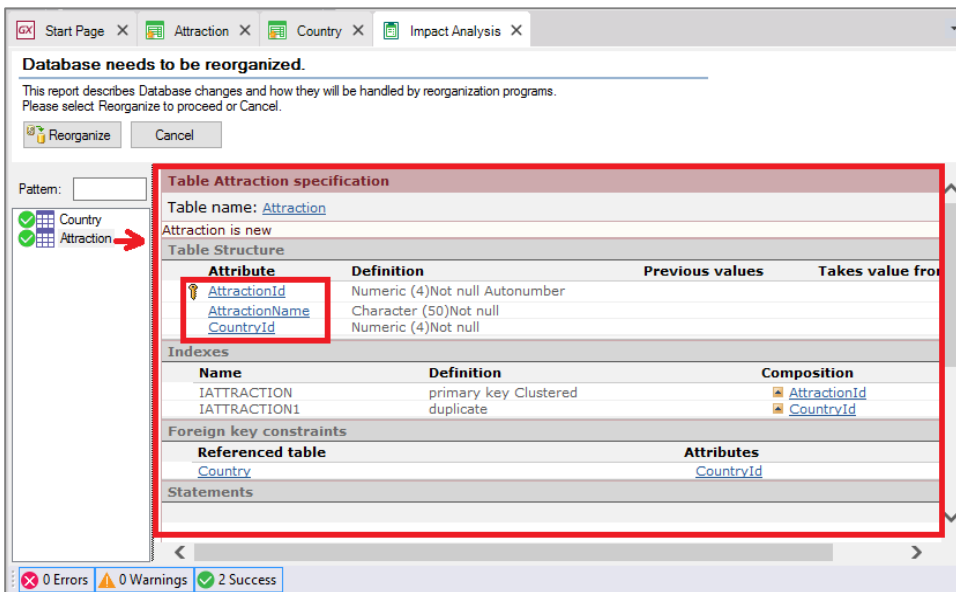 GX Start Page X Attraction X Country X Impact Analysis X
Database needs to be reorganized.
This report describes Database changes and how they will be handled by reorganization programs.
Please select Reorganize to proceed or Cancel.
Reorganize Cancel
Pattern:
Country
Attraction
Table Attraction specification
Table name: Attraction
Attraction is new
Table Structure
Attribute Definition Previous values Takes value from
AttractionId Numeric (4)Not null Autonumber
AttractionName Character (50)Not null
CountryId Numeric (4)Not null
Indexes
Name Definition Composition
IATTRACTION primary key Clustered AttractionId
IATTRACTION1 duplicate CountryId
Foreign key constraints
Referenced table Attributes
Country CountryId
Statements
0 Errors 0 Warnings 2 Success